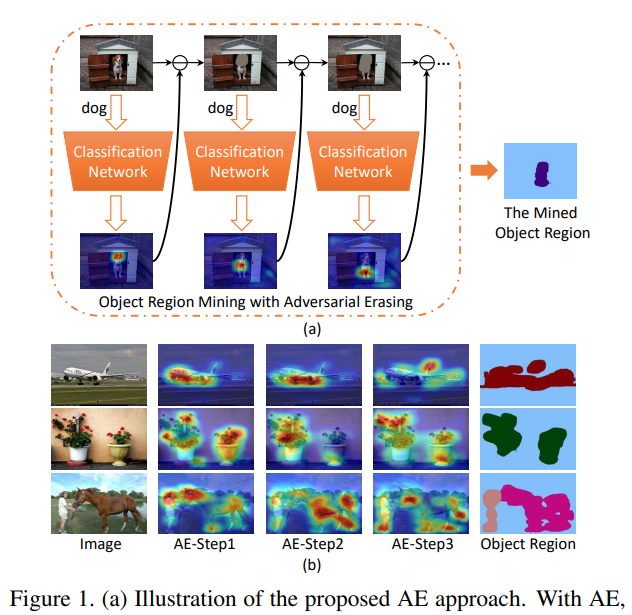 dog
dog
dog
Classification
Network
Classification
Network
Classification
Network
The Mined
Object Region
Object Region Mining with Adversarial Erasing
(a)
Image
AE-Step1
AE-Step2
AE-Step3
Object Region
(b)
Figure 1. (a) Illustration of the proposed AE approach. With AE,